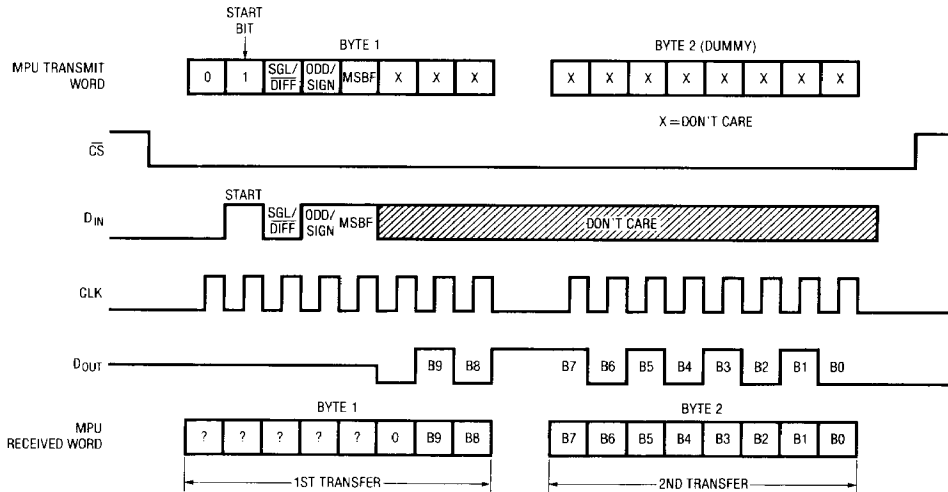 START
BIT
BYTE 1
BYTE 2 (DUMMY)
MPU TRANSMIT
WORD
0 1 SGL/DIFF ODD/SIGN MSBF X X X
X X X X X X X X
X = DON'T CARE
CS
START
DIN
SGL/DIFF ODD/SIGN MSBF
DON'T CARE
CLK
DOUT
B9 B8 B7 B6 B5 B4 B3 B2 B1 B0
BYTE 1
BYTE 2
MPU
RECEIVED WORD
? ? ? ? ? 0 B9 B8
B7 B6 B5 B4 B3 B2 B1 B0
1ST TRANSFER
2ND TRANSFER